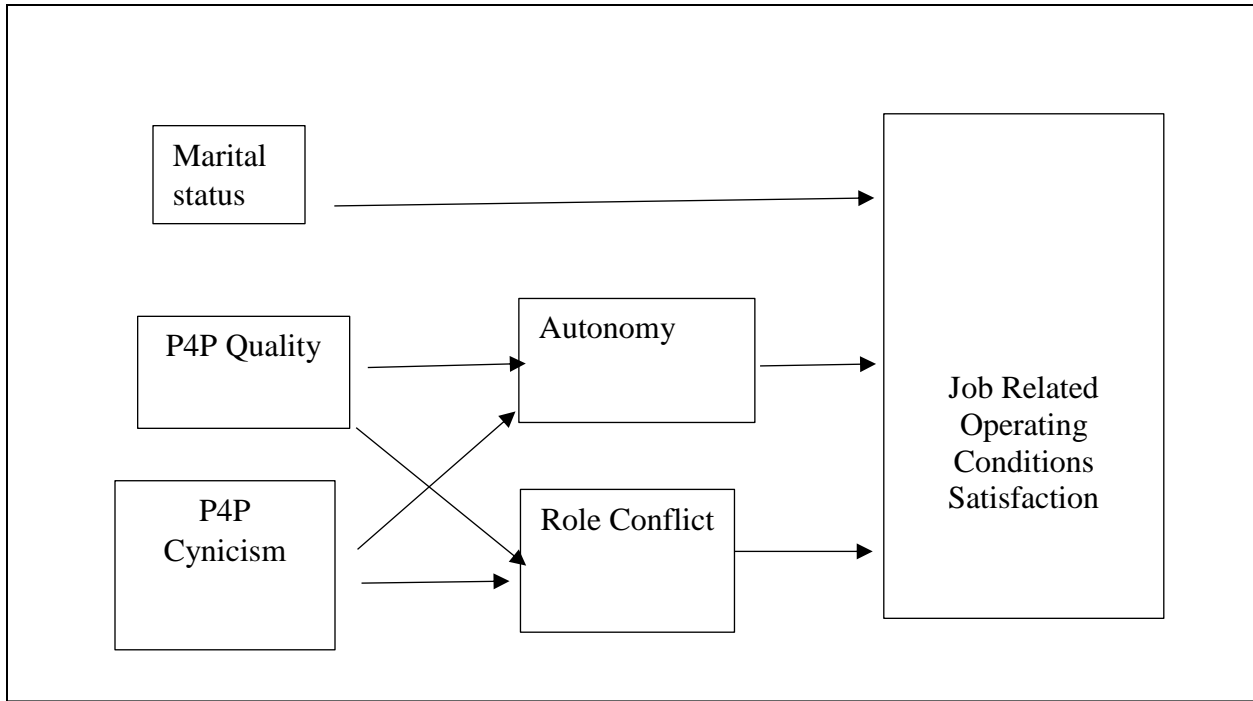 Marital
status
P4P Quality
Autonomy
P4P
Cynicism
Role Conflict
Job Related
Operating
Conditions
Satisfaction